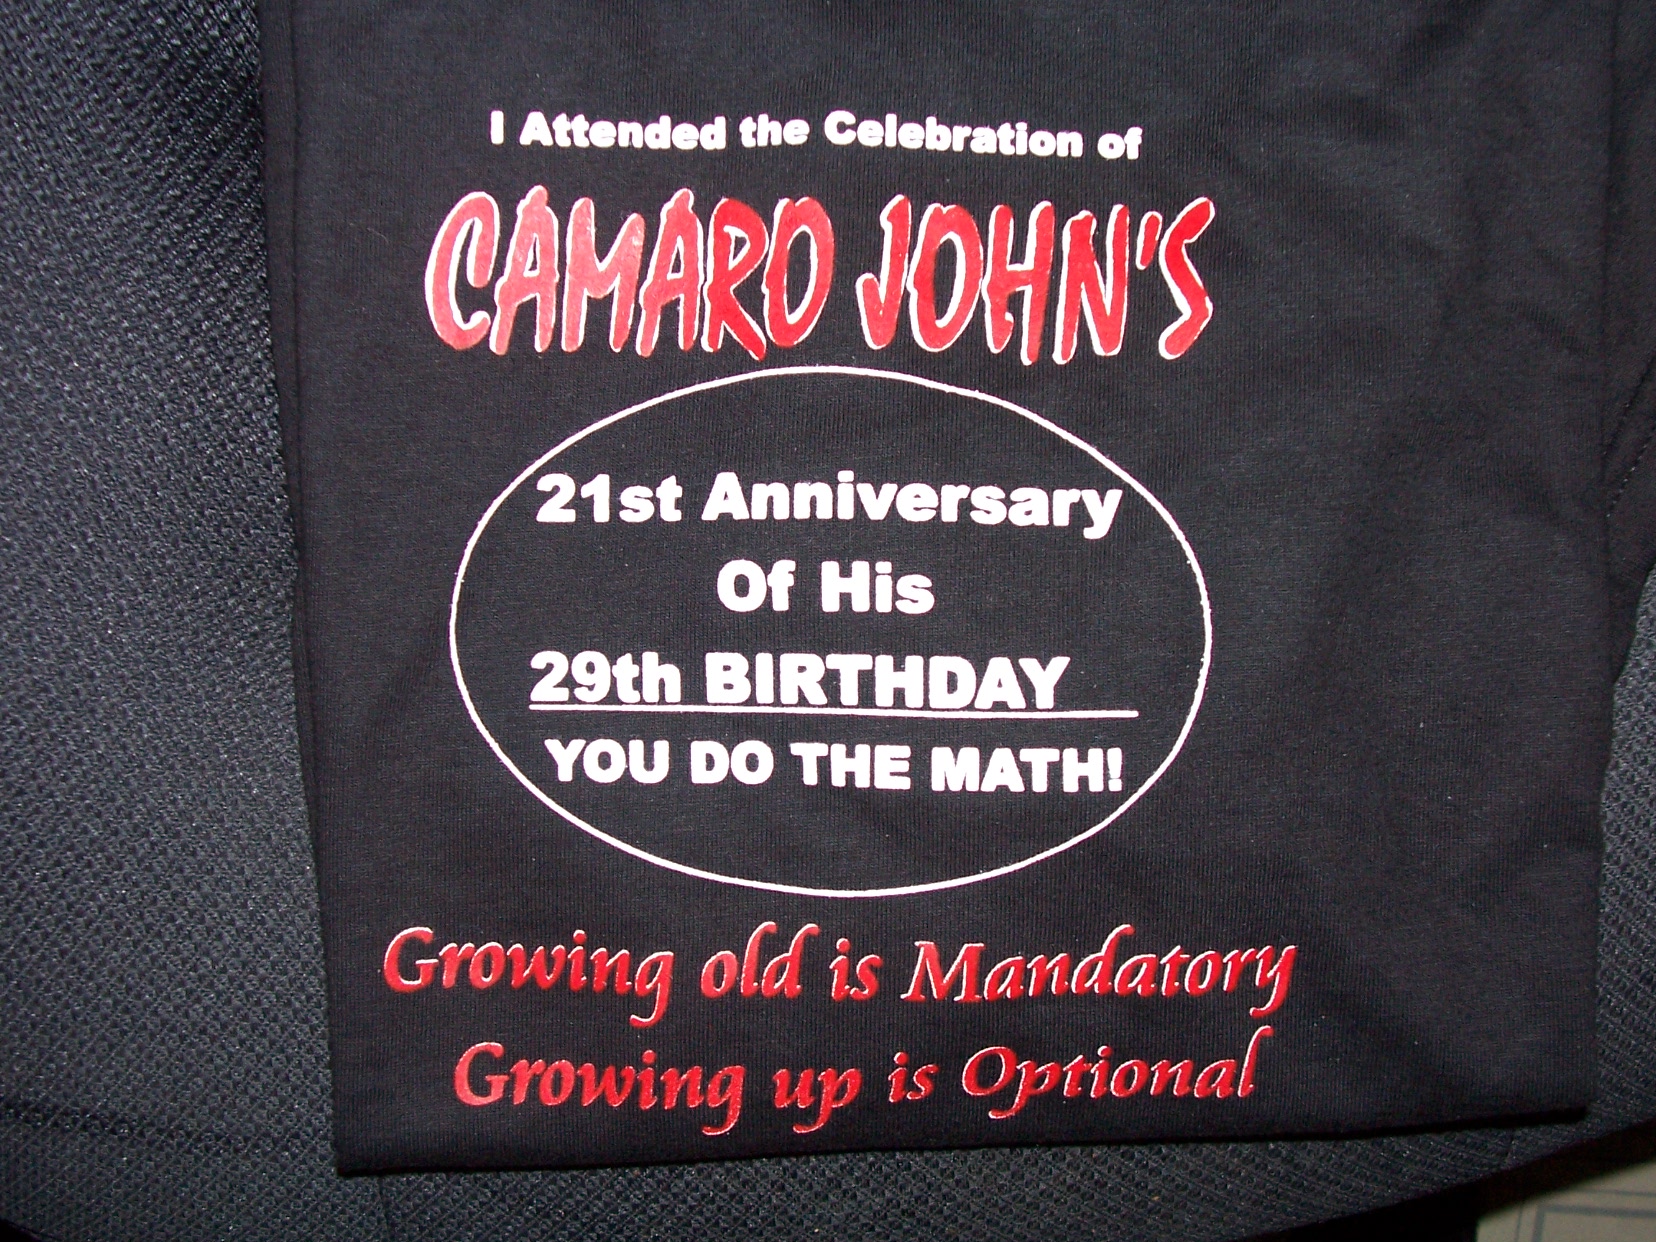 I Attended the Celebration of
CAMARO JOHN'S
21st Anniversary
Of His
29th BIRTHDAY
YOU DO THE MATH!
Growing old is Mandatory
Growing up is Optional